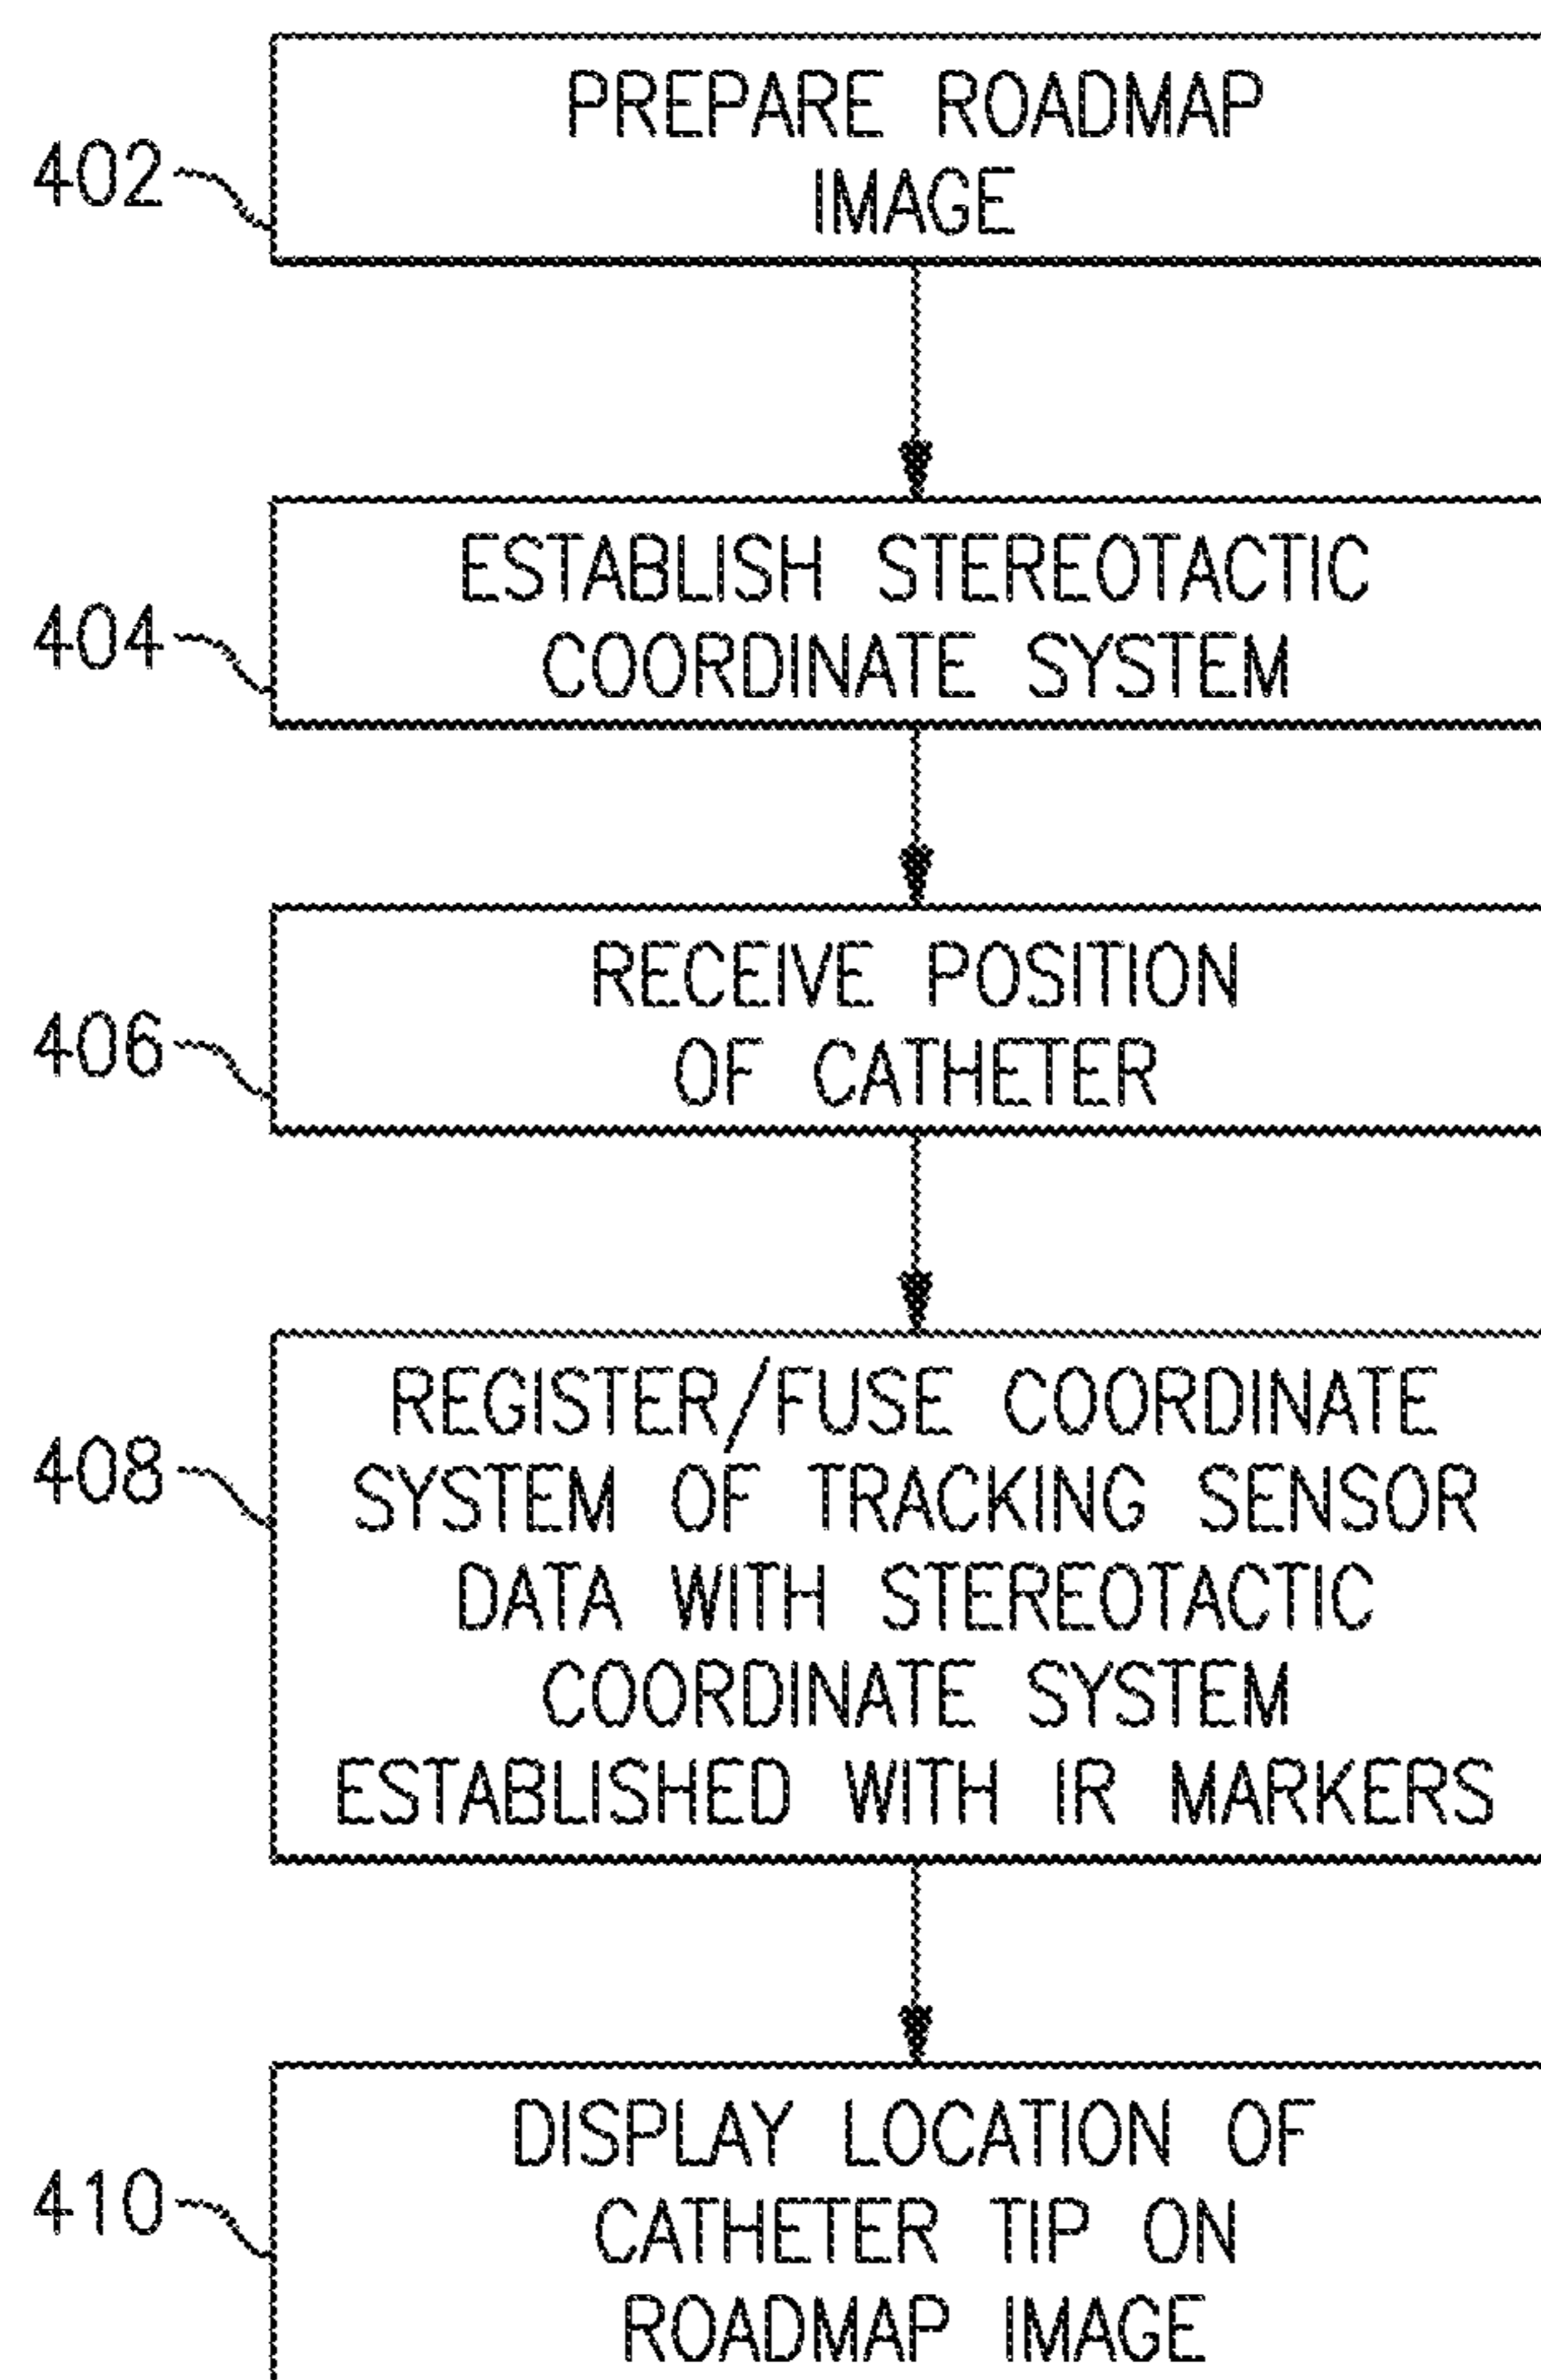 PREPARE ROADMAP
IMAGE
402
ESTABLISH STEREOTACTIC
COORDINATE SYSTEM
404
RECEIVE POSITION
OF CATHETER
406
REGISTER/FUSE COORDINATE
SYSTEM OF TRACKING SENSOR
DATA WITH STEREOTACTIC
COORDINATE SYSTEM
ESTABLISHED WITH IR MARKERS
408
DISPLAY LOCATION OF
CATHETER TIP ON
ROADMAP IMAGE
410